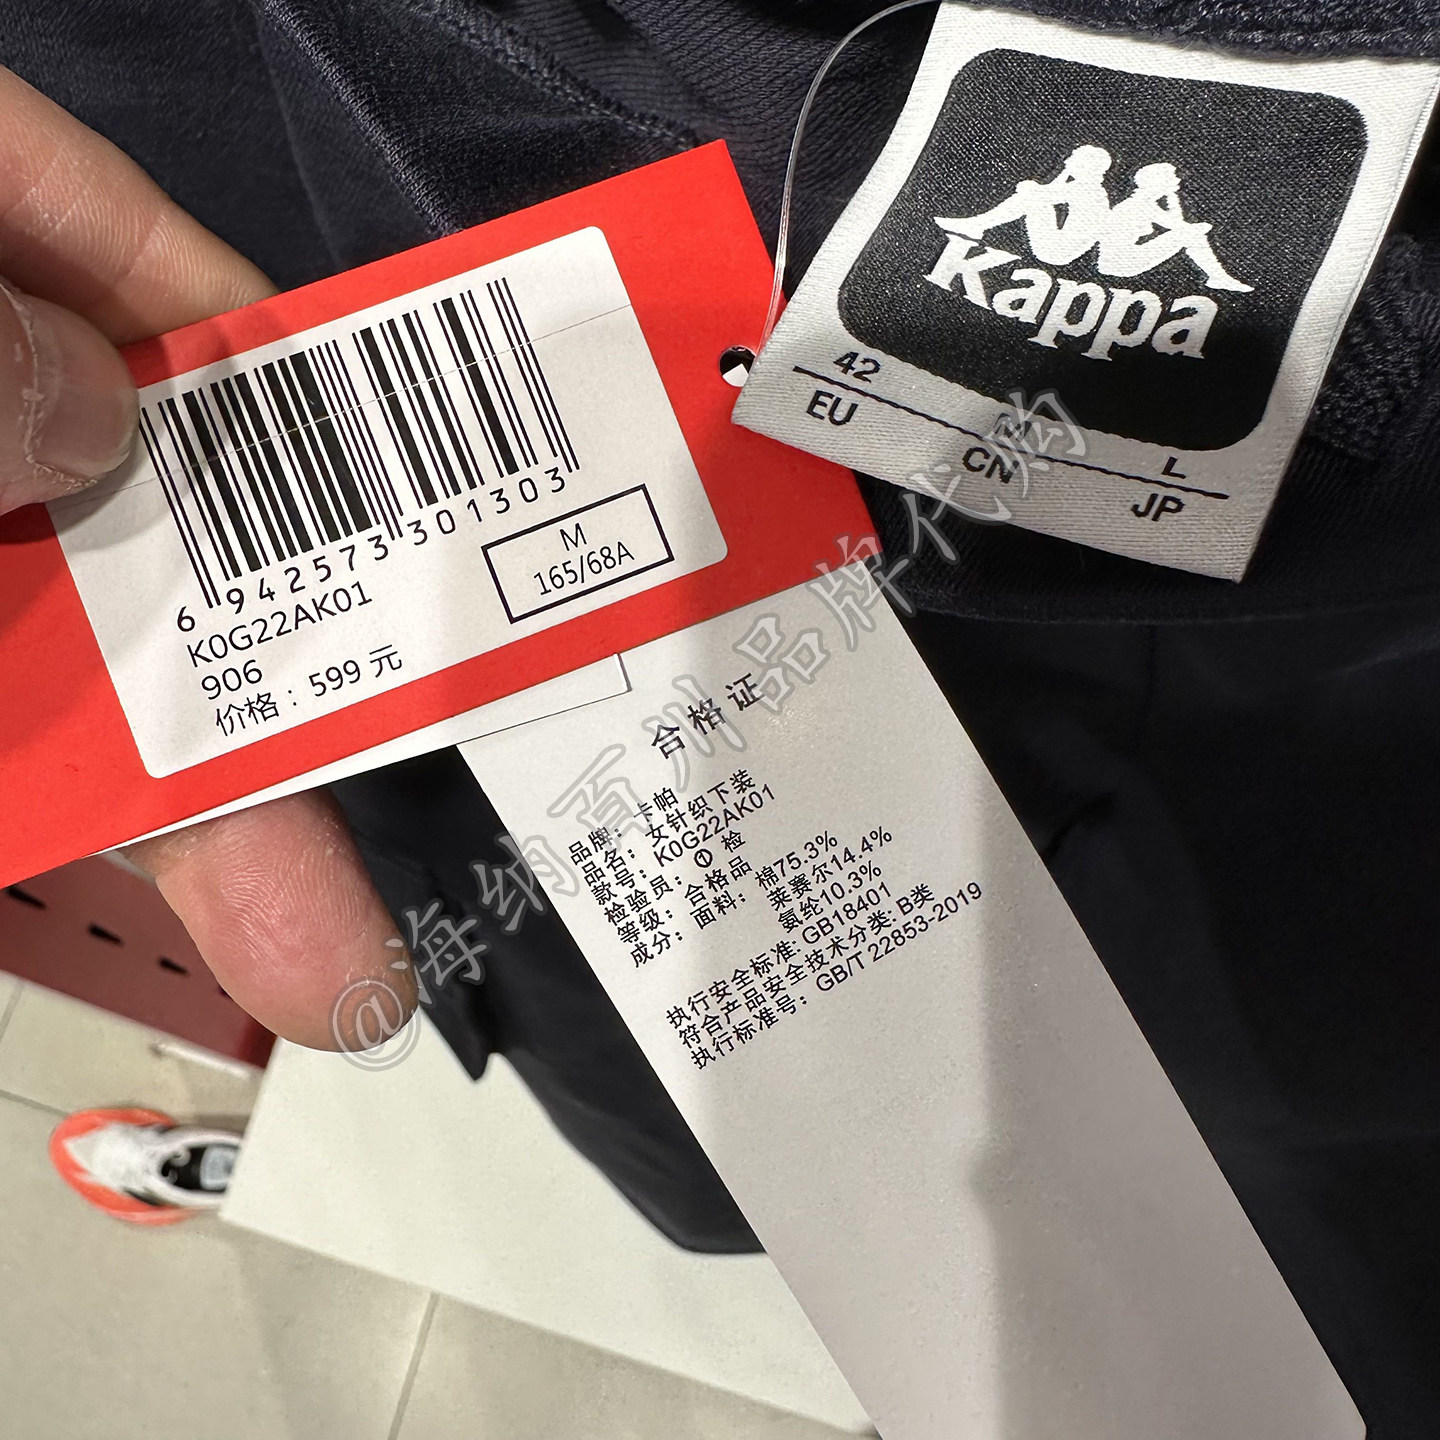 Kappa
42 L
EU CN JP
6 942573 301303
M
165/68A
K0G22AK01
906
价格：599 元
合格证
品牌：卡帕
品名：女针织下装
款号：K0G22AK01
检验员：① 检
等级：合格品
成分：面料：棉75.3%
莱赛尔14.4%
氨纶10.3%
执行安全标准：GB18401
符合产品安全技术分类：B类
执行标准号：GB/T 22853-2019
@海纳百川品牌代购